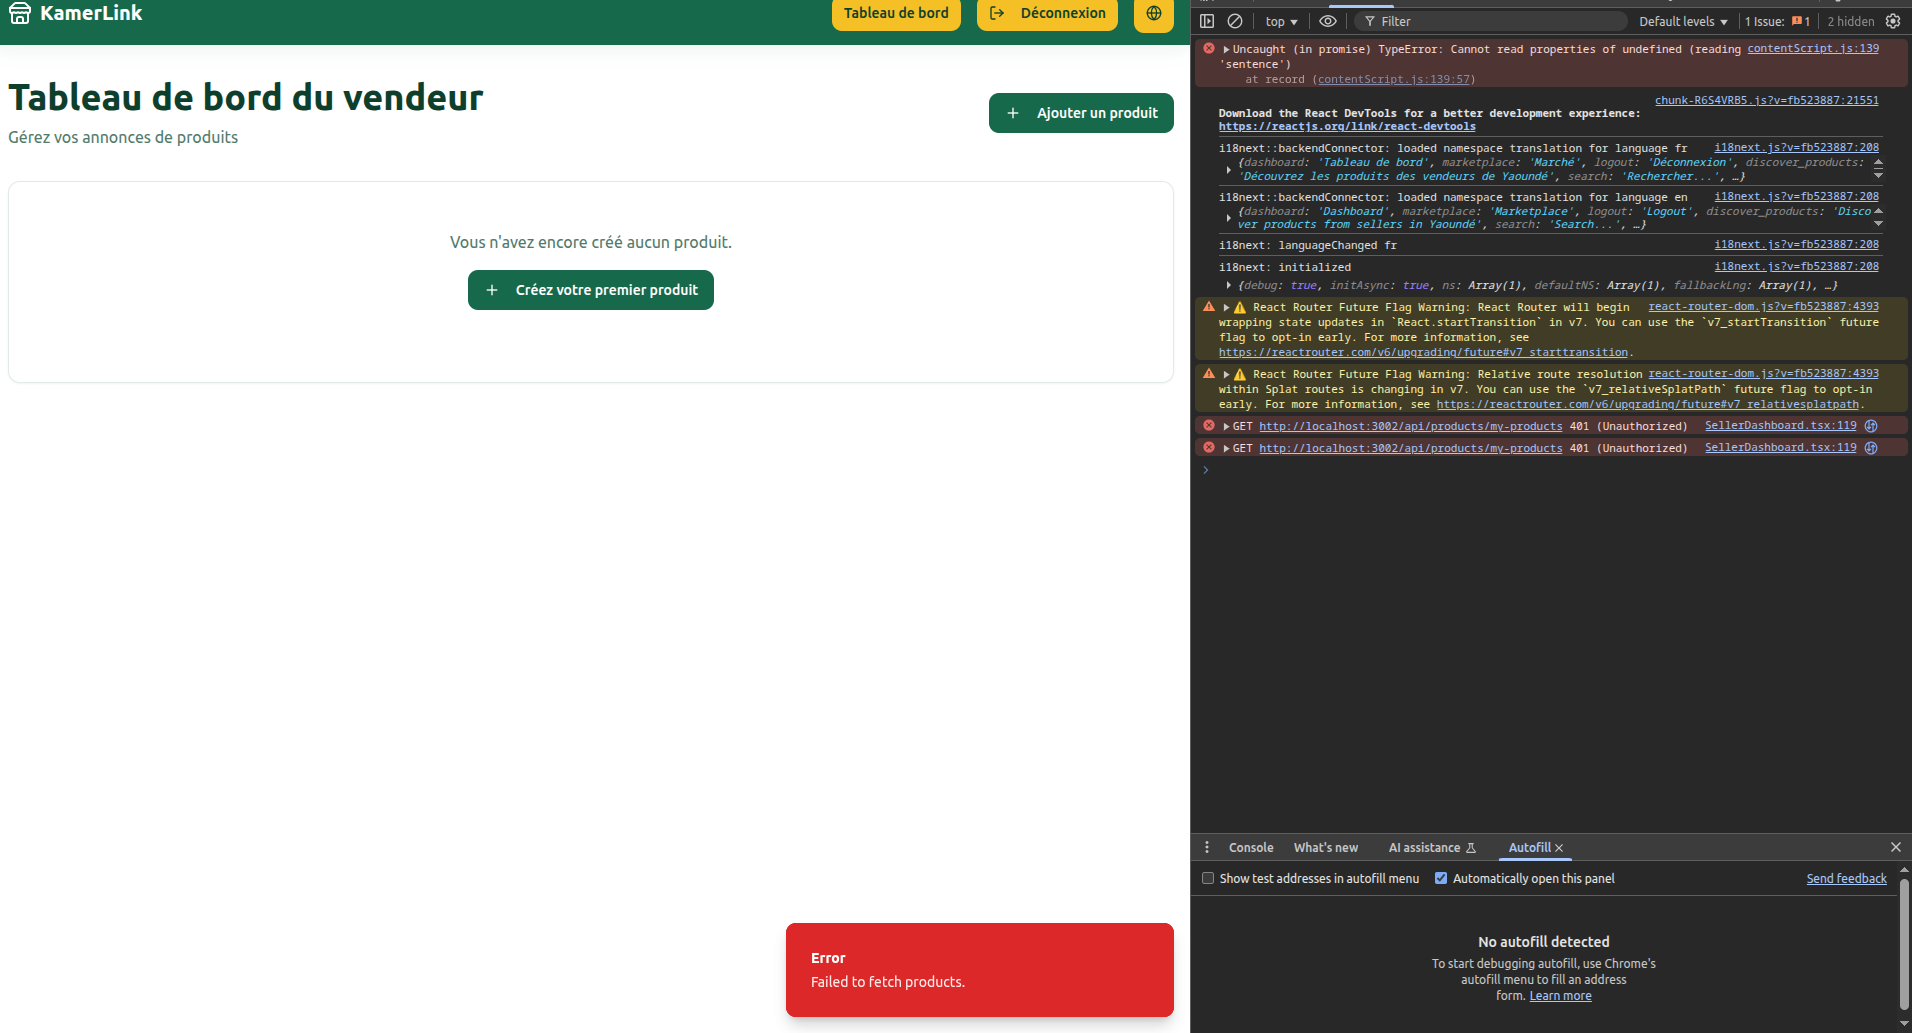 KamerLink
Tableau de bord
Déconnexion
Tableau de bord du vendeur
Gérez vos annonces de produits
Ajouter un produit
Vous n'avez encore créé aucun produit.
Créez votre premier produit
Error
Failed to fetch products.
top
Filter
Default levels
1 Issue: 1
2 hidden
Uncaught (in promise) TypeError: Cannot read properties of undefined (reading contentScript.js:139
'sentence')
at record (contentScript.js:139:57)
chunk-R6S4VRB5.js?v=fb523887:21551
Download the React DevTools for a better development experience:
https://reactjs.org/link/react-devtools
i18next::backendConnector: loaded namespace translation for language fr i18next.js?v=fb523887:208
{dashboard: 'Tableau de bord', marketplace: 'Marché', logout: 'Déconnexion', discover_products:
'Découvrez les produits des vendeurs de Yaoundé', search: 'Rechercher...', …}
i18next::backendConnector: loaded namespace translation for language en i18next.js?v=fb523887:208
{dashboard: 'Dashboard', marketplace: 'Marketplace', logout: 'Logout', discover_products: 'Disco
ver products from sellers in Yaoundé', search: 'Search...', …}
i18next: languageChanged fr i18next.js?v=fb523887:208
i18next: initialized i18next.js?v=fb523887:208
{debug: true, initAsync: true, ns: Array(1), defaultNS: Array(1), fallbackLng: Array(1), …}
⚠️ React Router Future Flag Warning: React Router will begin react-router-dom.js?v=fb523887:4393
wrapping state updates in `React.startTransition` in v7. You can use the `v7_startTransition` future
flag to opt-in early. For more information, see
https://reactrouter.com/v6/upgrading/future#v7_starttransition.
⚠️ React Router Future Flag Warning: Relative route resolution react-router-dom.js?v=fb523887:4393
within Splat routes is changing in v7. You can use the `v7_relativeSplatPath` future flag to opt-in
early. For more information, see https://reactrouter.com/v6/upgrading/future#v7_relativesplatpath.
GET http://localhost:3002/api/products/my-products 401 (Unauthorized) SellerDashboard.tsx:119
GET http://localhost:3002/api/products/my-products 401 (Unauthorized) SellerDashboard.tsx:119
Console
What's new
AI assistance
Autofill
Show test addresses in autofill menu
Automatically open this panel
Send feedback
No autofill detected
To start debugging autofill, use Chrome's
autofill menu to fill an address
form. Learn more